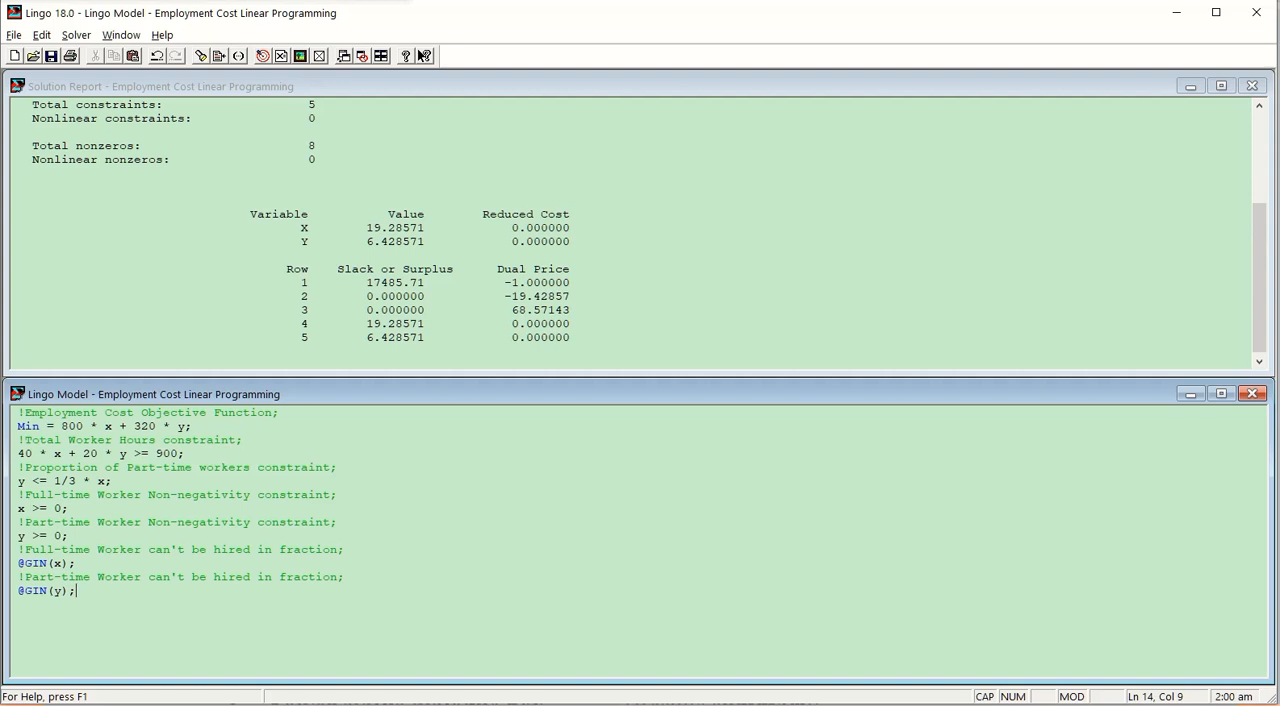 Lingo 18.0 - Lingo Model - Employment Cost Linear Programming
File Edit Solver Window Help
Solution Report - Employment Cost Linear Programming
Total constraints: 5
Nonlinear constraints: 0
Total nonzeros: 8
Nonlinear nonzeros: 0
Variable Value Reduced Cost
X 19.28571 0.000000
Y 6.428571 0.000000
Row Slack or Surplus Dual Price
1 17485.71 -1.000000
2 0.000000 -19.42857
3 0.000000 68.57143
4 19.28571 0.000000
5 6.428571 0.000000
Lingo Model - Employment Cost Linear Programming
!Employment Cost Objective Function;
Min = 800 * x + 320 * y;
!Total Worker Hours constraint;
40 * x + 20 * y >= 900;
!Proportion of Part-time workers constraint;
y <= 1/3 * x;
!Full-time Worker Non-negativity constraint;
x >= 0;
!Part-time Worker Non-negativity constraint;
y >= 0;
!Full-time Worker can't be hired in fraction;
@GIN(x);
!Part-time Worker can't be hired in fraction;
@GIN(y);
For Help, press F1 CAP NUM MOD Ln 14, Col 9 2:00 am